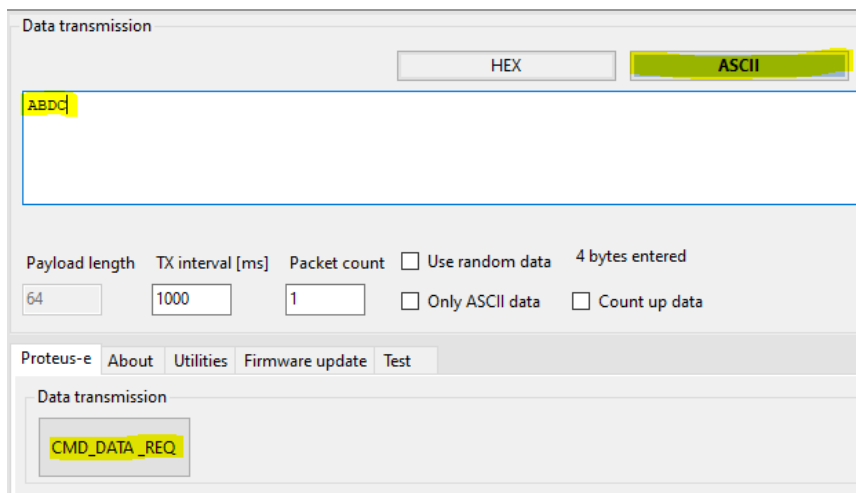 Data transmission
HEX ASCII
ABDC
Payload length TX interval [ms] Packet count Use random data 4 bytes entered
64 1000 1 Only ASCII data Count up data
Proteus-e About Utilities Firmware update Test
Data transmission
CMD_DATA _REQ